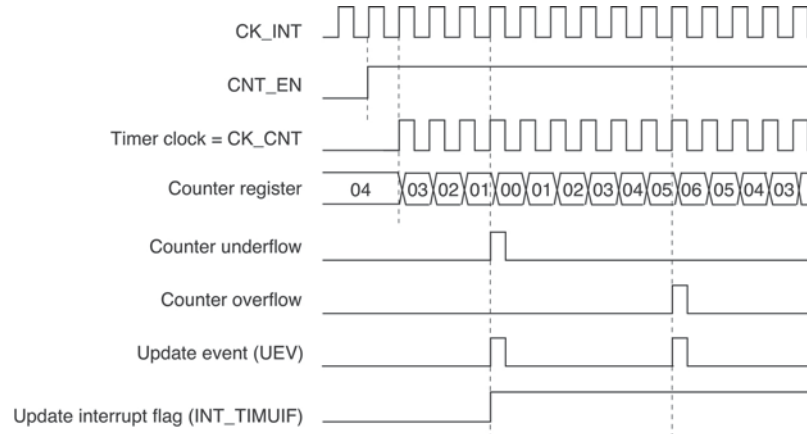 CK_INT
CNT_EN
Timer clock = CK_CNT
Counter register 04 03 02 01 00 01 02 03 04 05 06 05 04 03
Counter underflow
Counter overflow
Update event (UEV)
Update interrupt flag (INT_TIMUIF)